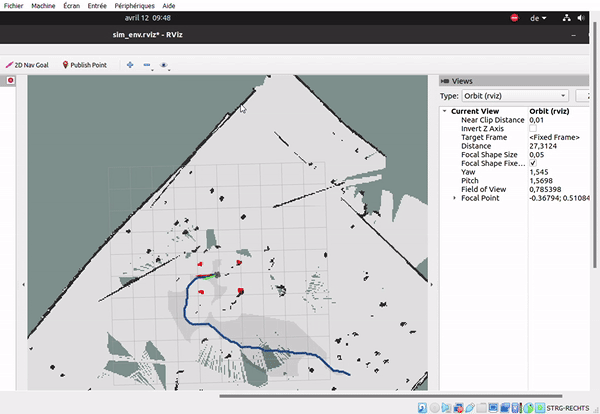 Fichier Machine Écran Entrée Périphériques Aide
avril 12 09:48
de
sim_env.rviz* - RViz
2D Nav Goal Publish Point
Views
Type: Orbit (rviz)
Current View Orbit (rviz)
Near Clip Distance 0,01
Invert Z Axis
Target Frame <Fixed Frame>
Distance 27,3124
Focal Shape Size 0,05
Focal Shape Fixe...
Yaw 1,545
Pitch 1,5698
Field of View 0,785398
Focal Point -0.36794; 0.51084
STRG-RECHTS